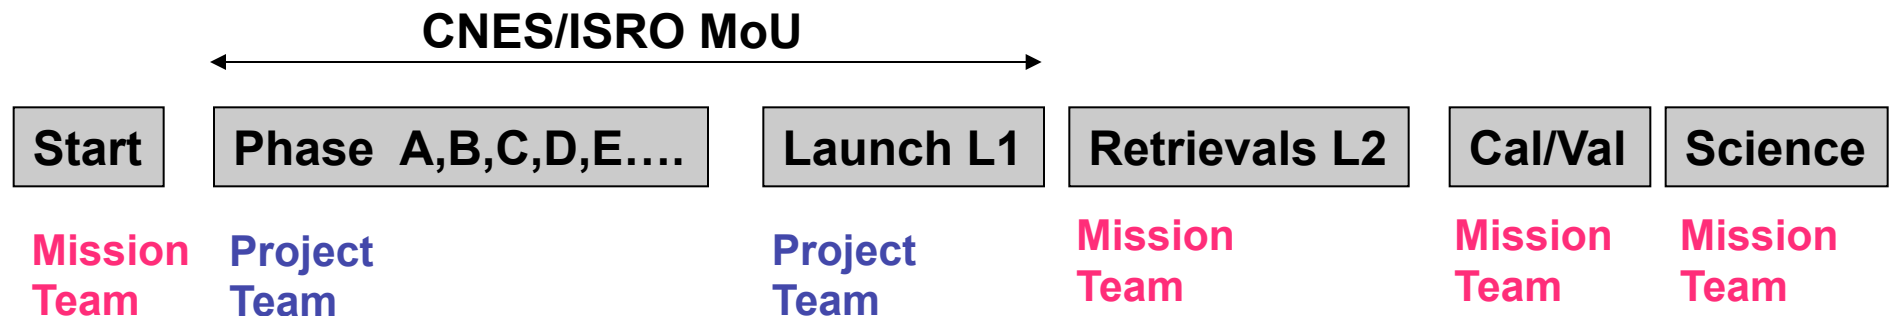 CNES/ISRO MoU
Start
Phase A,B,C,D,E....
Launch L1
Retrievals L2
Cal/Val
Science
Mission
Team
Project
Team
Project
Team
Mission
Team
Mission
Team
Mission
Team